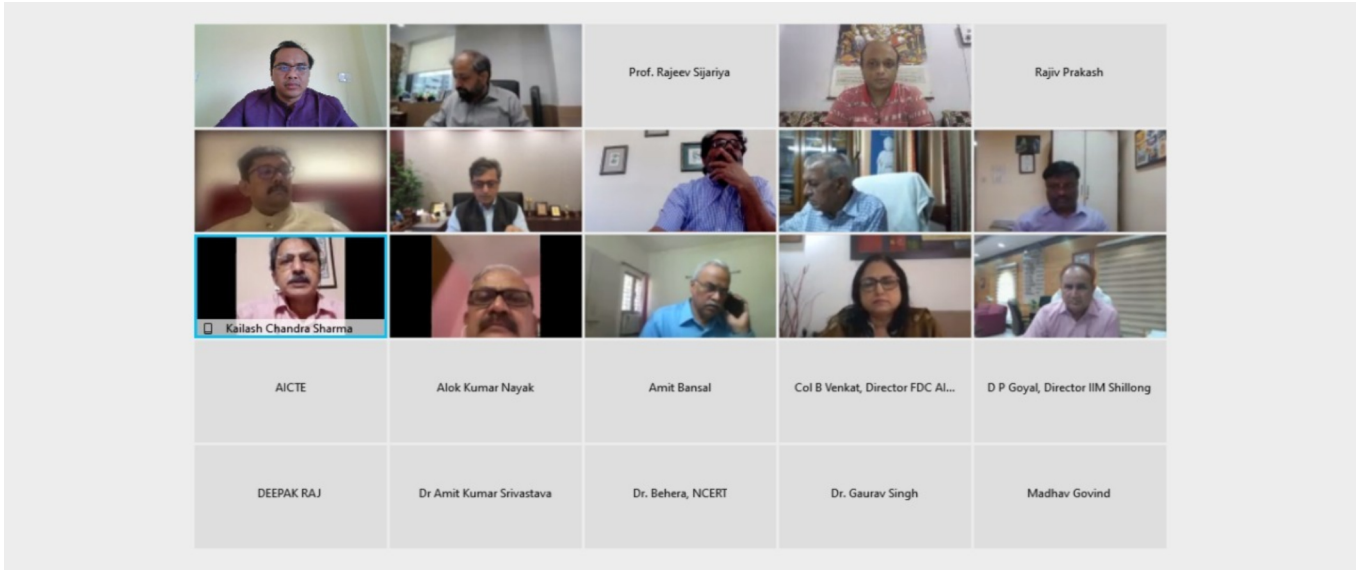 Prof. Rajeev Sijariya
Rajiv Prakash
Kailash Chandra Sharma
AICTE
Alok Kumar Nayak
Amit Bansal
Col B Venkat, Director FDC AI...
D P Goyal, Director IIM Shillong
DEEPAK RAJ
Dr Amit Kumar Srivastava
Dr. Behera, NCERT
Dr. Gaurav Singh
Madhav Govind